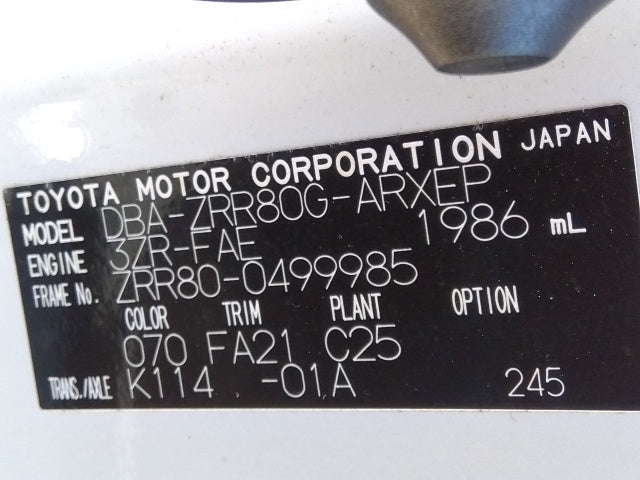 TOYOTA MOTOR CORPORATION JAPAN
MODEL DBA-ZRR80G-ARXEP
ENGINE 3ZR-FAE 1986 mL
FRAME No. ZRR80-0499985
COLOR TRIM PLANT OPTION
070 FA21 C25
TRANS./AXLE K114 -01A 245